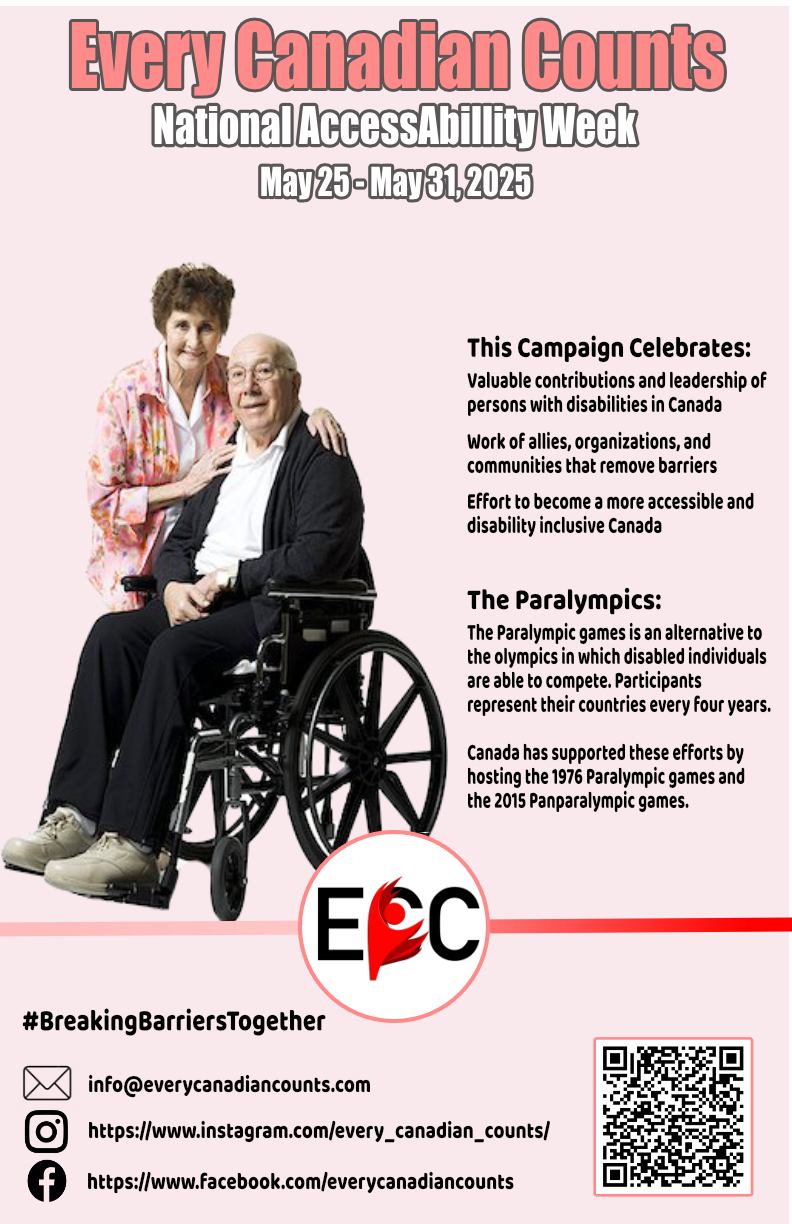 Every Canadian Counts
National AccessAbillity Week
May 25 - May 31, 2025
This Campaign Celebrates:
Valuable contributions and leadership of
persons with disabilities in Canada
Work of allies, organizations, and
communities that remove barriers
Effort to become a more accessible and
disability inclusive Canada
The Paralympics:
The Paralympic games is an alternative to
the olympics in which disabled individuals
are able to compete. Participants
represent their countries every four years.
Canada has supported these efforts by
hosting the 1976 Paralympic games and
the 2015 Panparalympic games.
ECC
#BreakingBarriersTogether
info@everycanadiancounts.com
https://www.instagram.com/every_canadian_counts/
https://www.facebook.com/everycanadiancounts